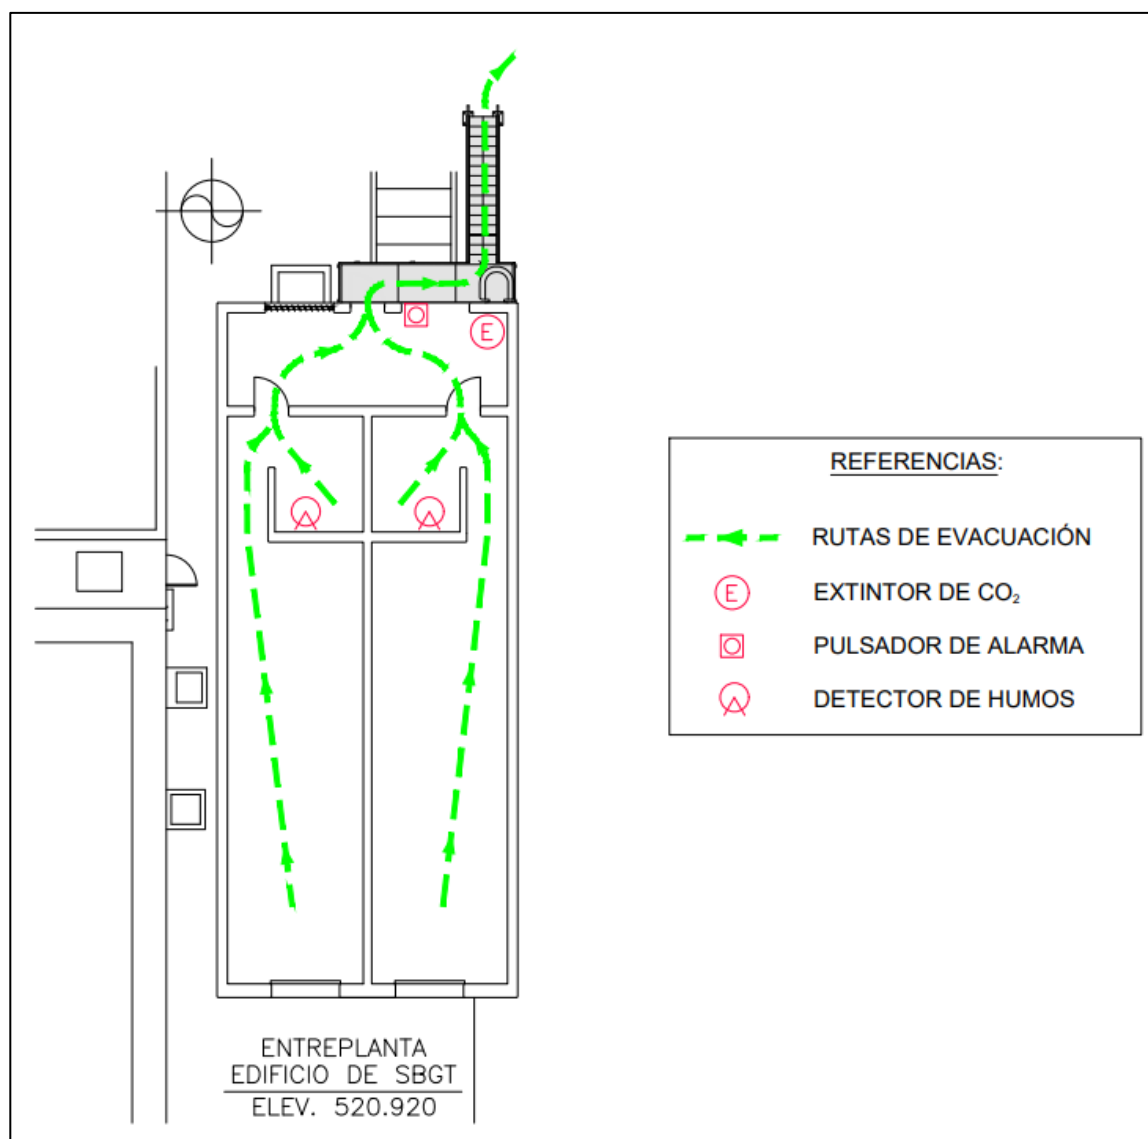 E
REFERENCIAS:
RUTAS DE EVACUACIÓN
E EXTINTOR DE CO₂
PULSADOR DE ALARMA
DETECTOR DE HUMOS
ENTREPLANTA
EDIFICIO DE SBGT
ELEV. 520.920